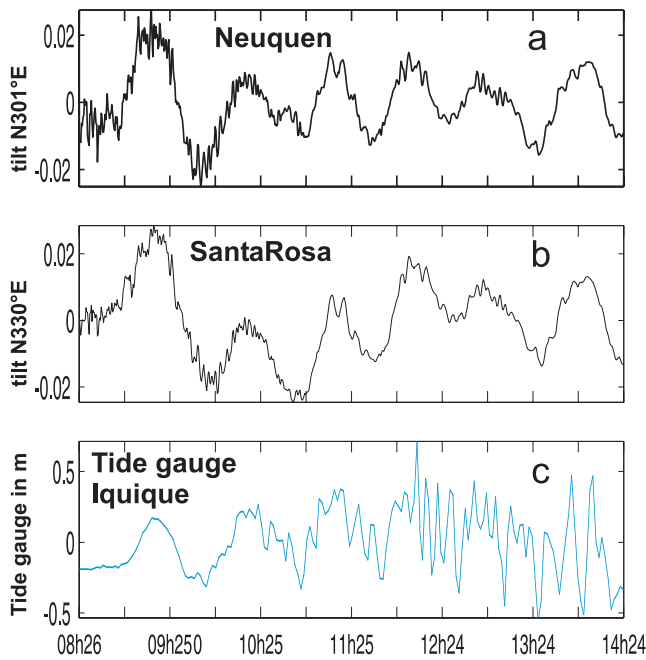 Neuquen
a
tilt N301°E
0.02
0
-0.02
SantaRosa
b
tilt N330°E
0.02
0
-0.02
Tide gauge
Iquique
c
Tide gauge in m
0.5
0
-0.5
08h26 09h250 10h25 11h25 12h24 13h24 14h24